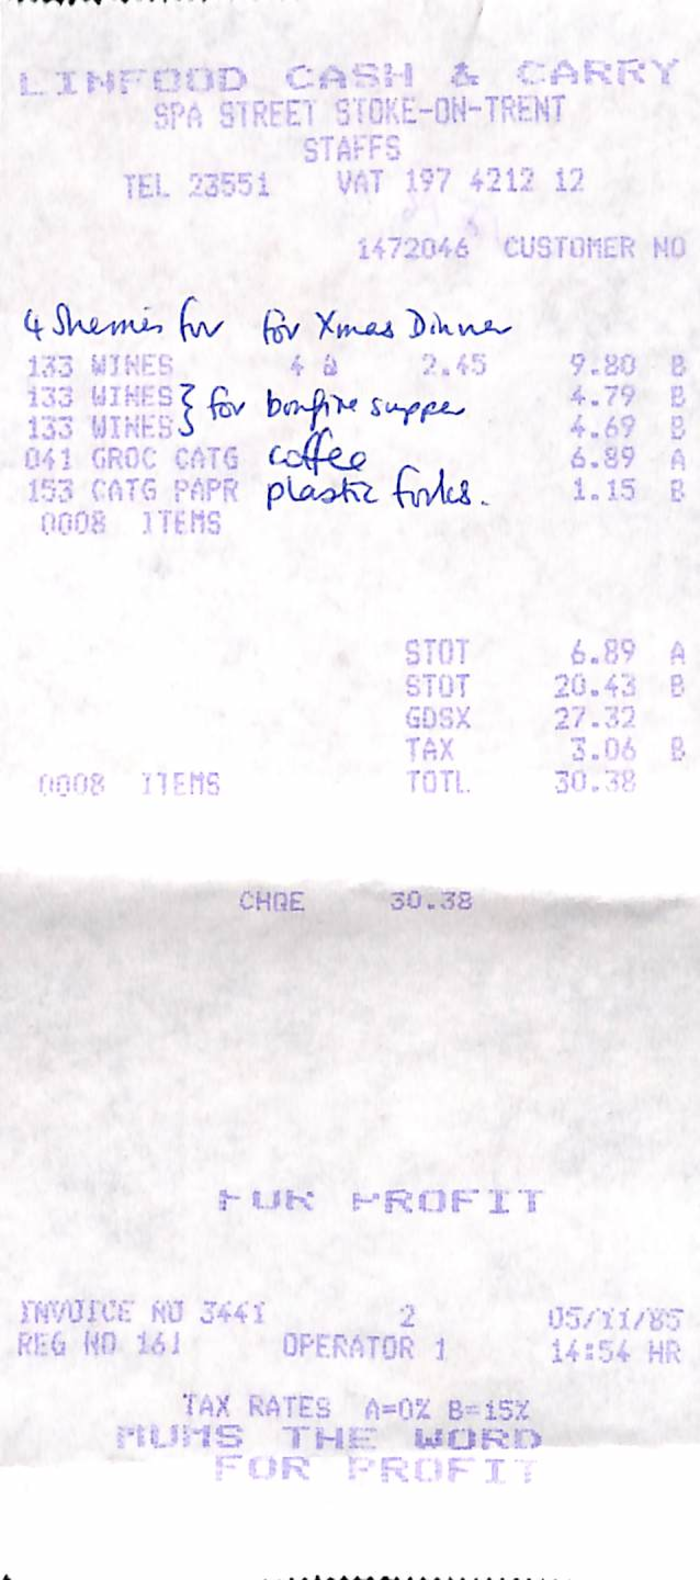 LINFOOD CASH & CARRY
SPA STREET STOKE-ON-TRENT
STAFFS
TEL 23551 VAT 197 4212 12
1472046 CUSTOMER NO
4 Sherries for for Xmas Dinner
133 WINES 4 @ 2.45 9.80 B
133 WINES } for bonfire supper 4.79 B
133 WINES 4.69 B
041 GROC CATG coffee 6.89 A
153 CATG PAPR plastic forks. 1.15 B
0008 ITEMS
STOT 6.89 A
STOT 20.43 B
GDSX 27.32
TAX 3.06 B
0008 ITEMS TOTL 30.38
CHQE 30.38
FOR PROFIT
INVOICE NO 3441 2 05/11/85
REG NO 161 OPERATOR 1 14:54 HR
TAX RATES A=0% B=15%
MUMS THE WORD
FOR PROFIT